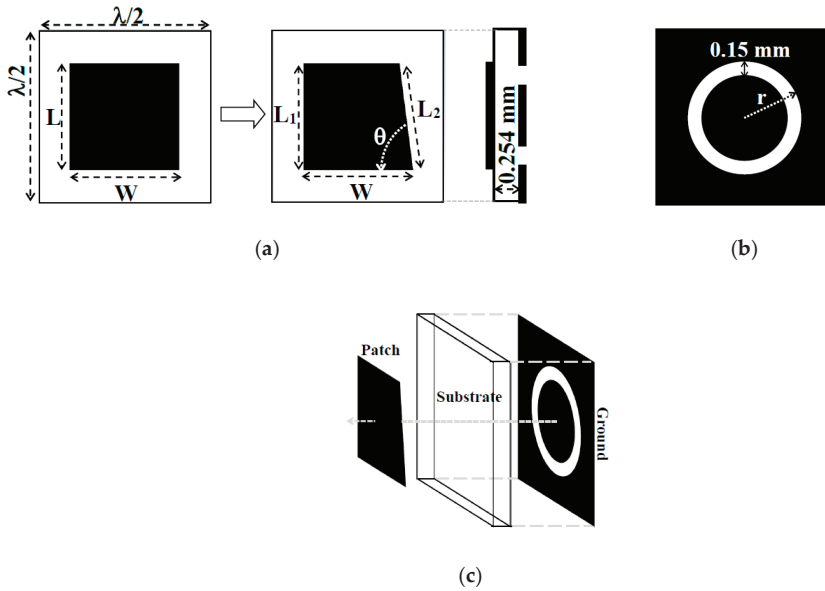 λ/2
λ/2
L
W
L₁
L₂
θ
W
0.254 mm
(a)
0.15 mm
r
(b)
Patch
Substrate
Ground
(c)